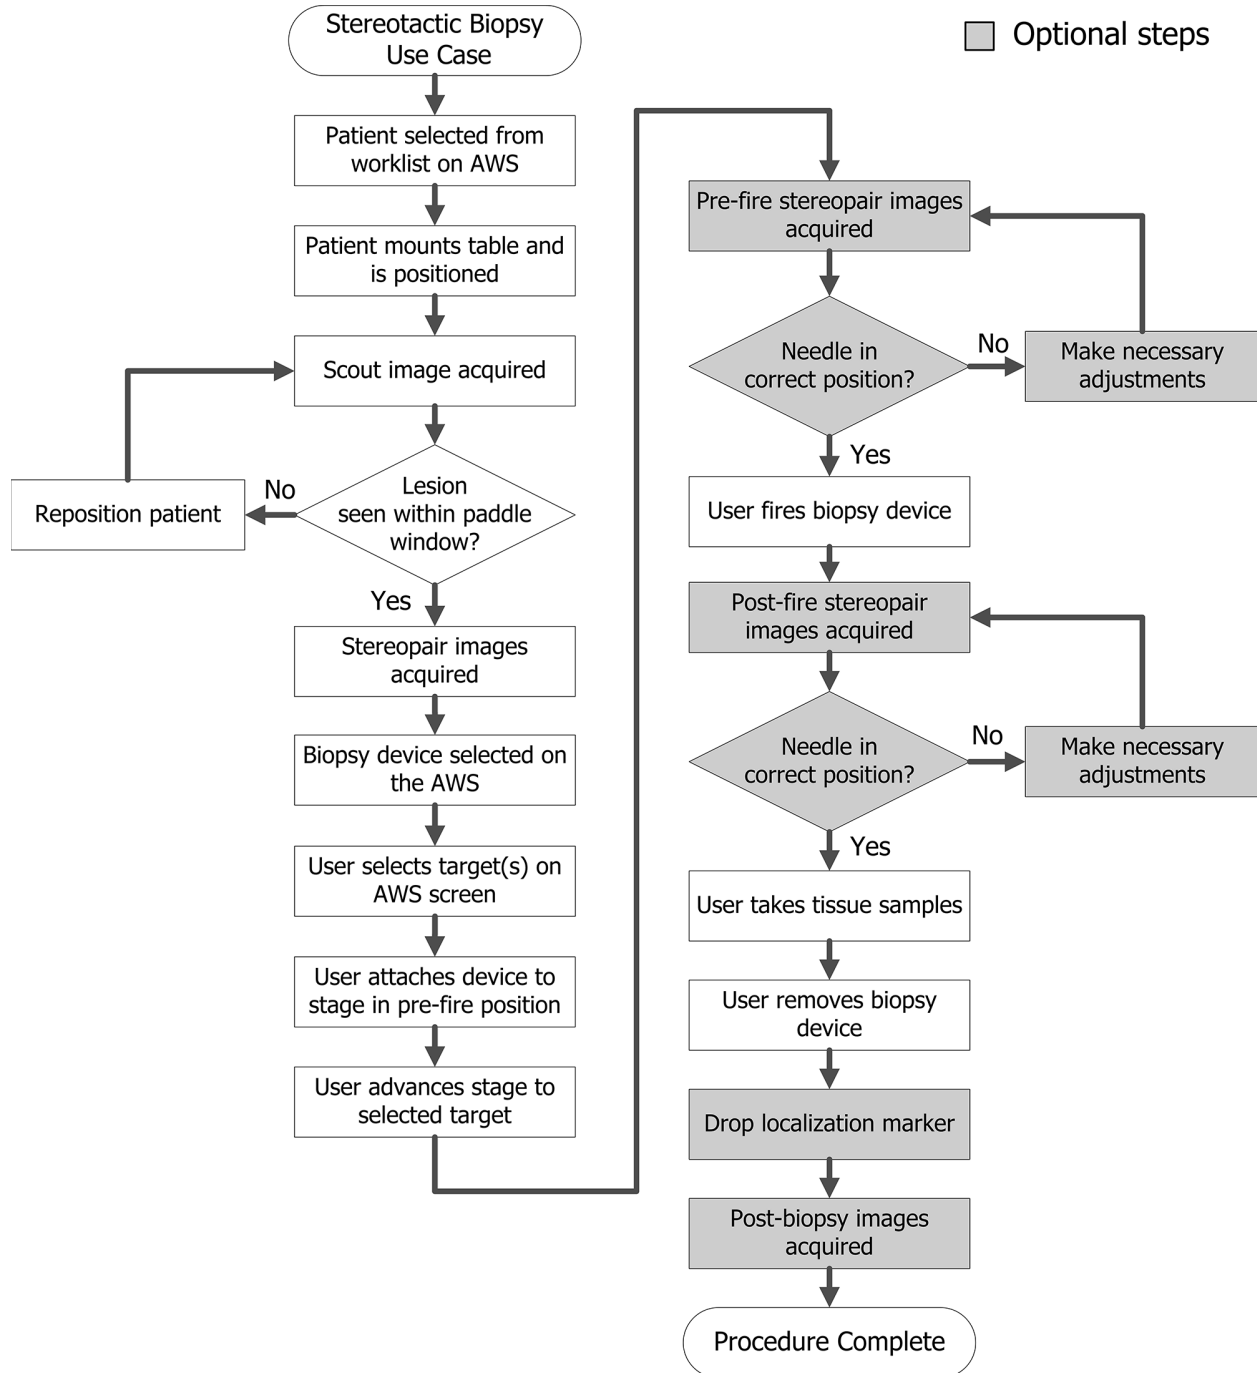 Stereotactic Biopsy
Use Case
Optional steps
Patient selected from
worklist on AWS
Patient mounts table and
is positioned
Scout image acquired
Lesion
seen within paddle
window?
No
Reposition patient
Yes
Stereopair images
acquired
Biopsy device selected on
the AWS
User selects target(s) on
AWS screen
User attaches device to
stage in pre-fire position
User advances stage to
selected target
Pre-fire stereopair images
acquired
Needle in
correct position?
No
Make necessary
adjustments
Yes
User fires biopsy device
Post-fire stereopair
images acquired
Needle in
correct position?
No
Make necessary
adjustments
Yes
User takes tissue samples
User removes biopsy
device
Drop localization marker
Post-biopsy images
acquired
Procedure Complete